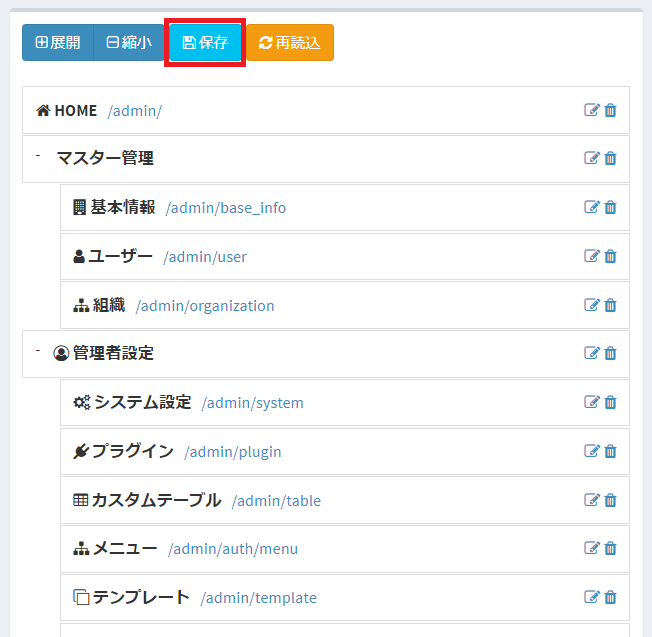 展開 縮小 保存 再読込
HOME /admin/
- マスター管理
基本情報 /admin/base_info
ユーザー /admin/user
組織 /admin/organization
- 管理者設定
システム設定 /admin/system
プラグイン /admin/plugin
カスタムテーブル /admin/table
メニュー /admin/auth/menu
テンプレート /admin/template